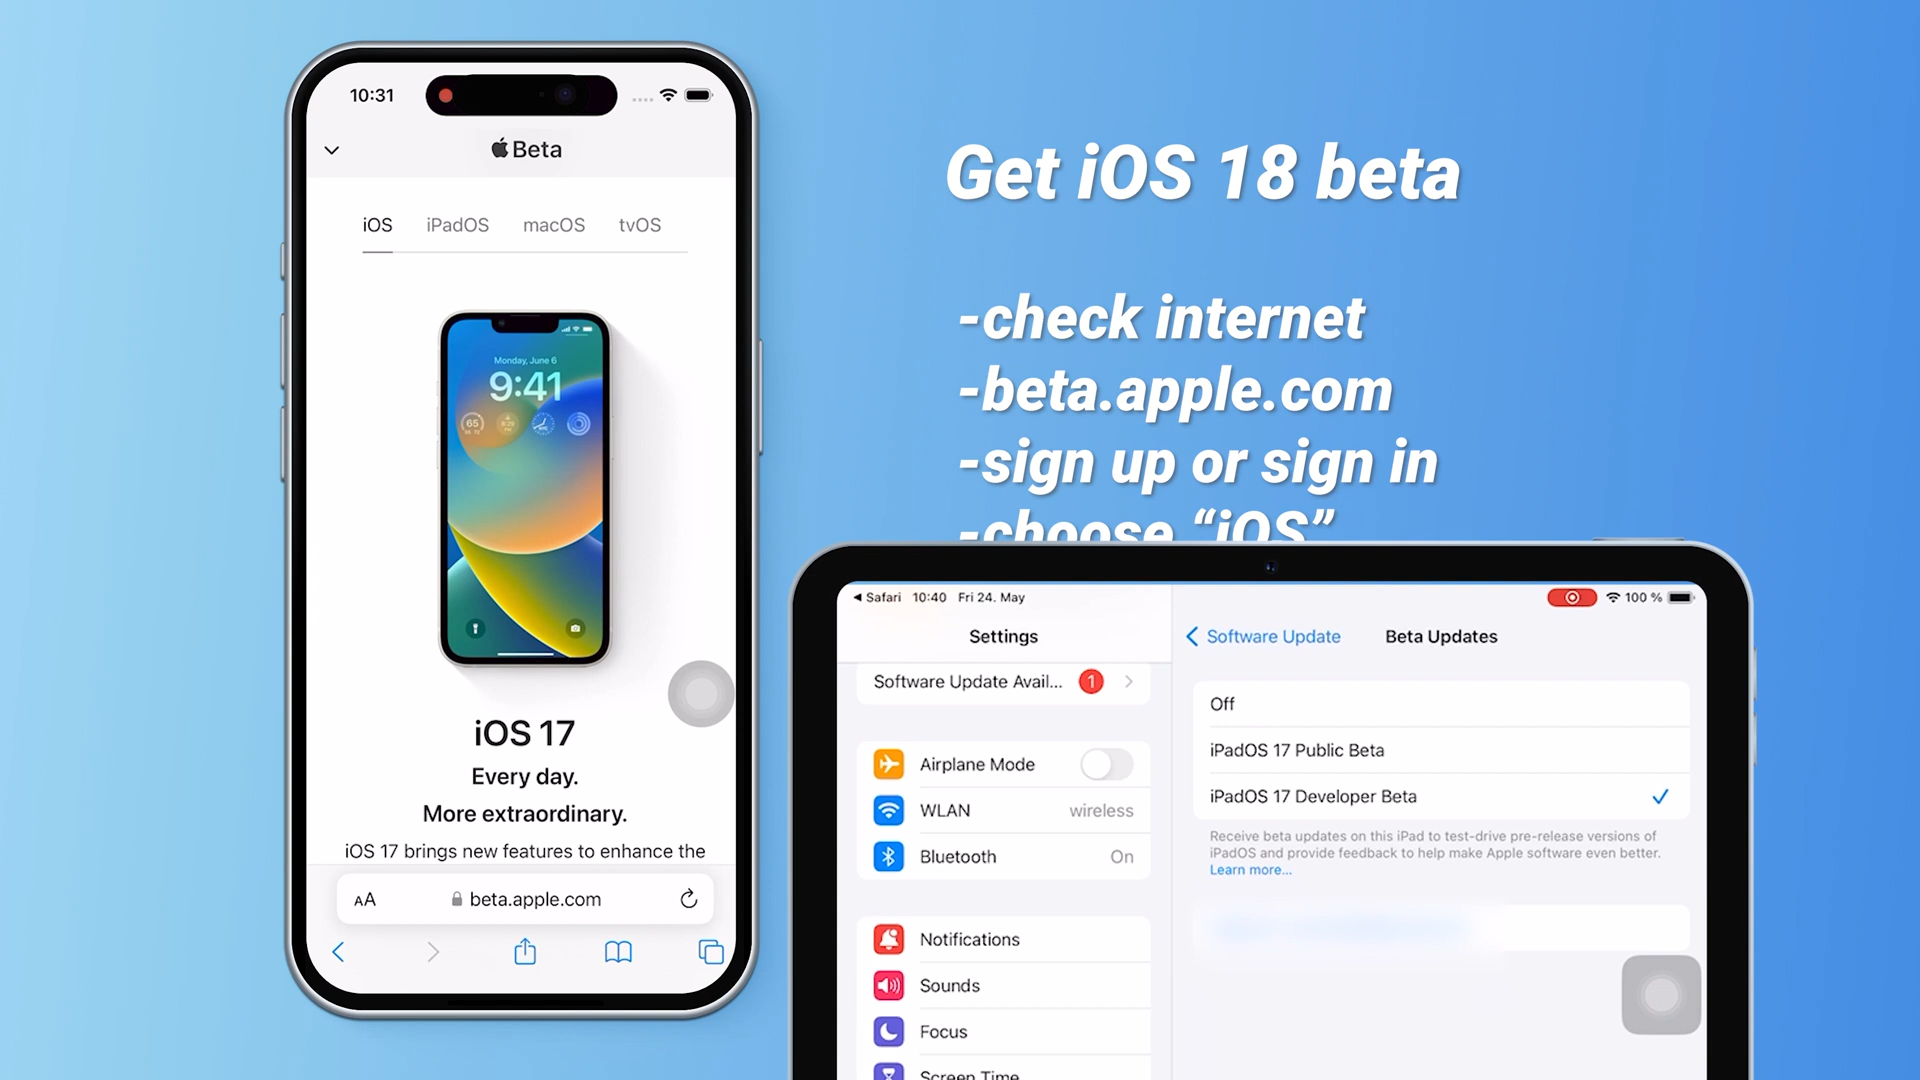 10:31
Beta
iOS iPadOS macOS tvOS
Monday, June 6
9:41
65
iOS 17
Every day.
More extraordinary.
iOS 17 brings new features to enhance the
AA beta.apple.com
Get iOS 18 beta
-check internet
-beta.apple.com
-sign up or sign in
-choose “iOS”
Safari 10:40 Fri 24. May
100 %
Settings
Software Update Avail... 1
Airplane Mode
WLAN wireless
Bluetooth On
Notifications
Sounds
Focus
Screen Time
Software Update Beta Updates
Off
iPadOS 17 Public Beta
iPadOS 17 Developer Beta
Receive beta updates on this iPad to test-drive pre-release versions of
iPadOS and provide feedback to help make Apple software even better.
Learn more...